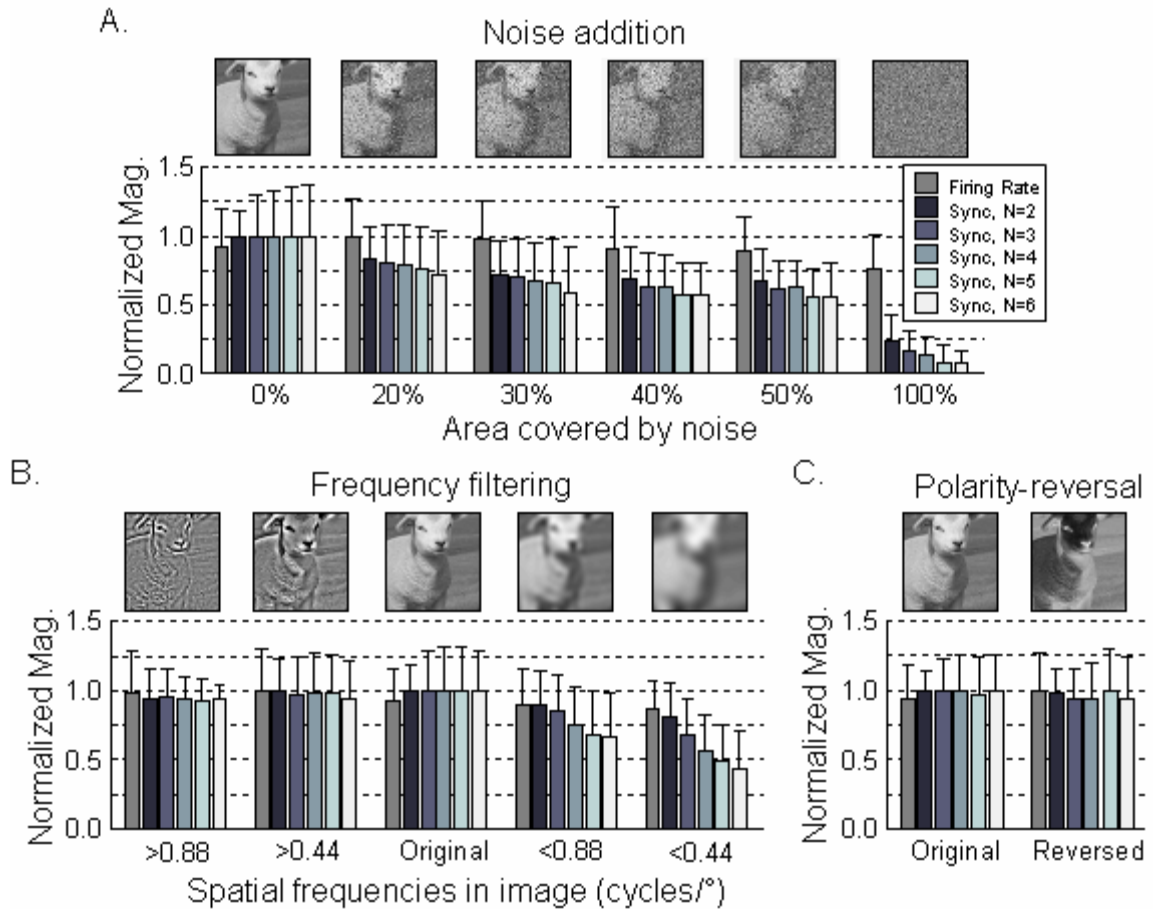 A.
Noise addition
Normalized Mag.
1.5
1.0
0.5
0.0
Firing Rate
Sync, N=2
Sync, N=3
Sync, N=4
Sync, N=5
Sync, N=6
0% 20% 30% 40% 50% 100%
Area covered by noise
B.
Frequency filtering
Normalized Mag.
1.5
1.0
0.5
0.0
>0.88 >0.44 Original <0.88 <0.44
Spatial frequencies in image (cycles/°)
C.
Polarity-reversal
Normalized Mag.
1.5
1.0
0.5
0.0
Original Reversed